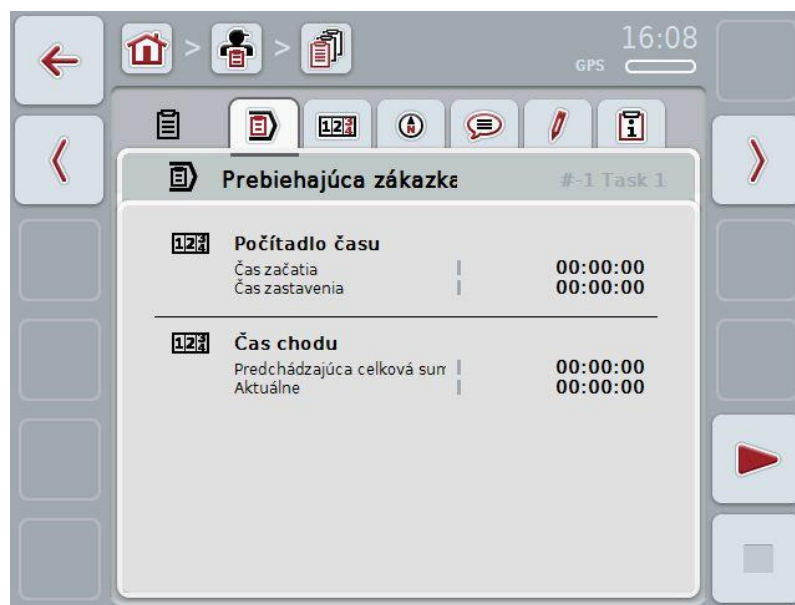 16:08
GPS
Prebiehajúca zákazka #-1 Task 1
Počítadlo času
Čas začatia 00:00:00
Čas zastavenia 00:00:00
Čas chodu
Predchádzajúca celková sum 00:00:00
Aktuálne 00:00:00